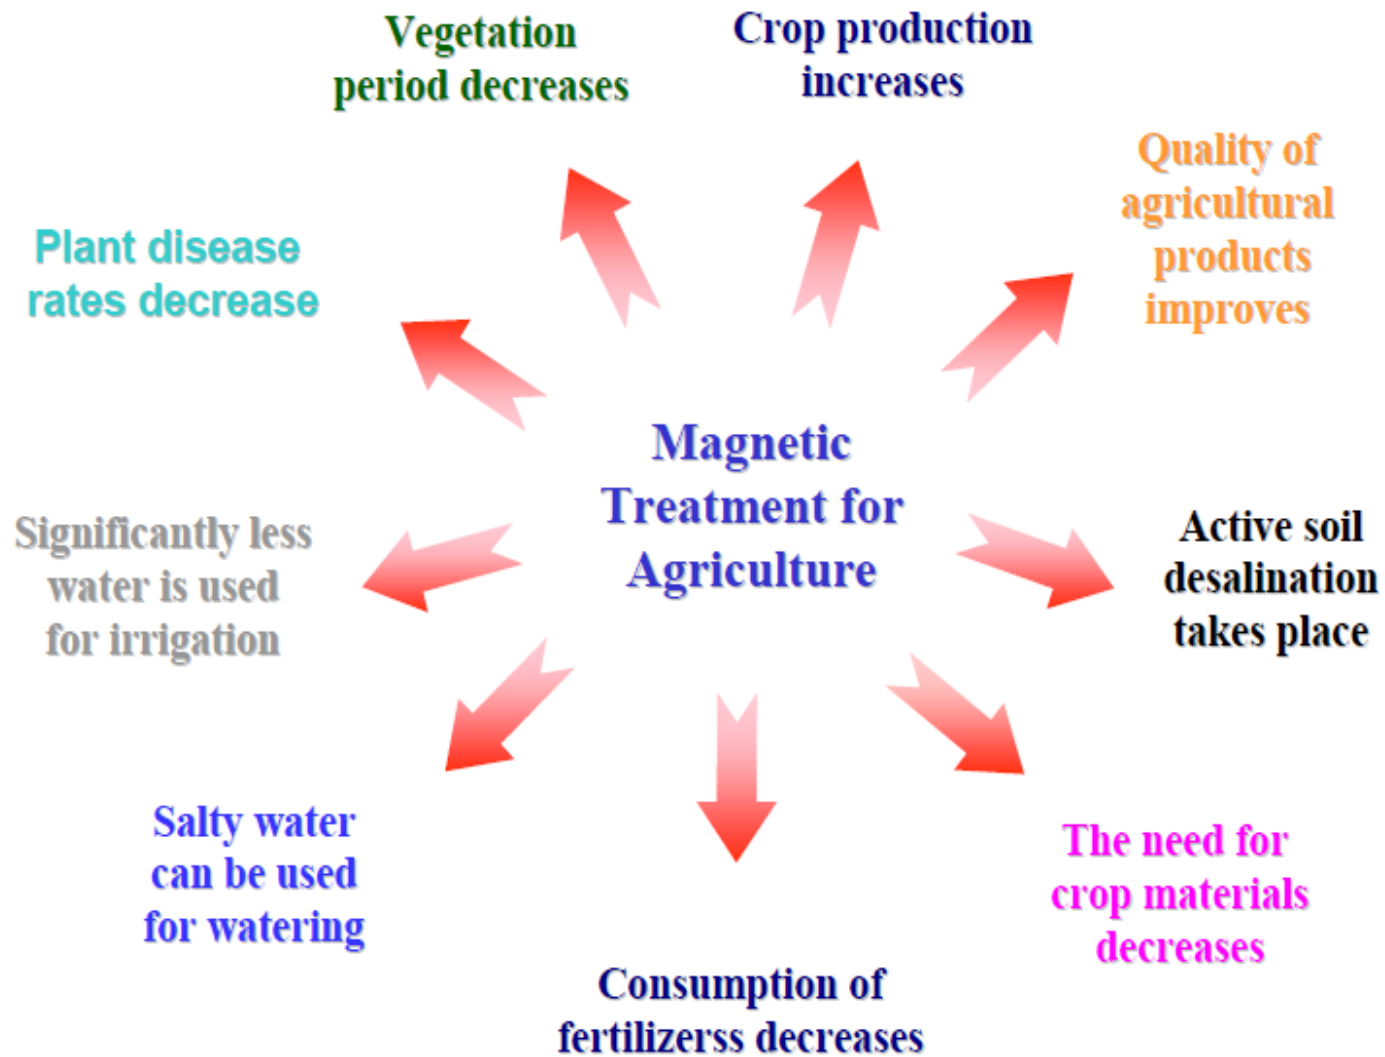 Vegetation
period decreases
Crop production
increases
Quality of
agricultural
products
improves
Plant disease
rates decrease
Magnetic
Treatment for
Agriculture
Significantly less
water is used
for irrigation
Active soil
desalination
takes place
Salty water
can be used
for watering
The need for
crop materials
decreases
Consumption of
fertilizerss decreases